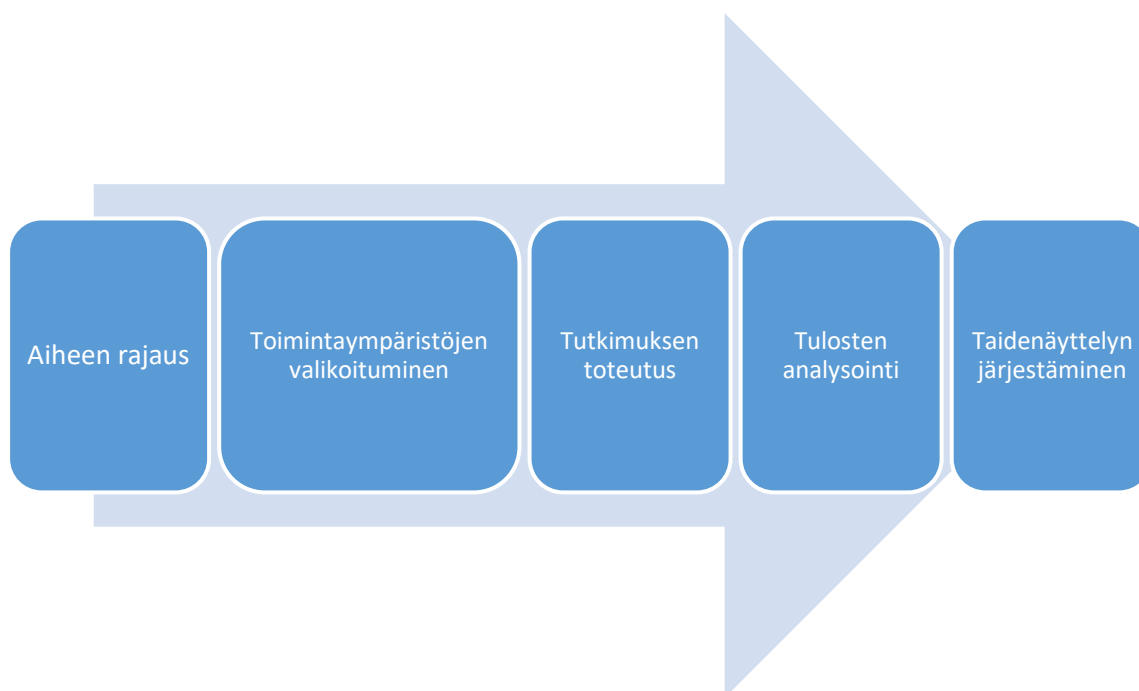 Aiheen rajaus
Toimintaympäristöjen
valikoituminen
Tutkimuksen
toteutus
Tulosten
analysointi
Taidenäyttelyn
järjestäminen